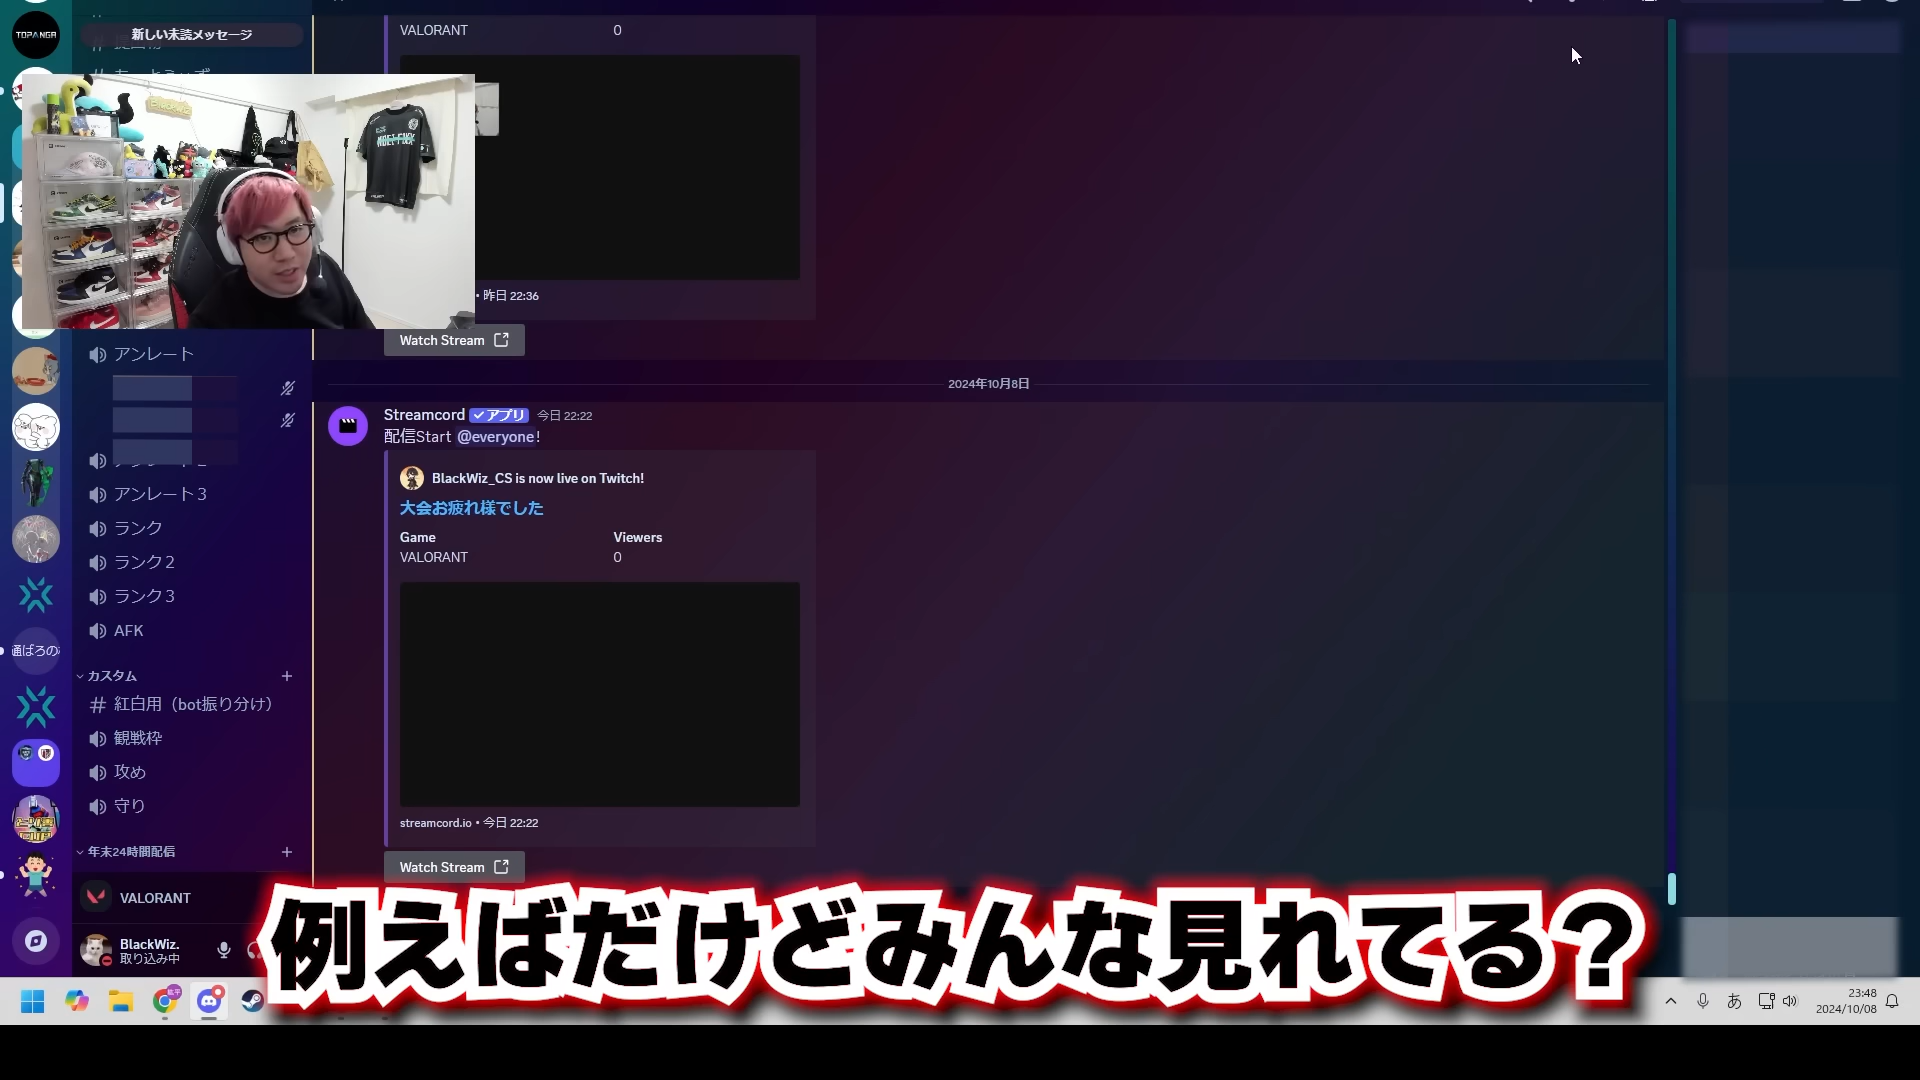 TOPANGA
新しい未読メッセージ
VALORANT
0
・昨日 22:36
Watch Stream
アンレート
2024年10月8日
Streamcord ✓アプリ 今日 22:22
配信Start @everyone!
BlackWiz_CS is now live on Twitch!
大会お疲れ様でした
Game
Viewers
VALORANT
0
アンレート３
ランク
ランク２
ランク３
AFK
カスタム
紅白用（bot振り分け）
観戦枠
攻め
守り
streamcord.io・今日 22:22
年末24時間配信
Watch Stream
VALORANT
BlackWiz.
取り込み中
例えばだけどみんな見れてる？
あ
23:48
2024/10/08